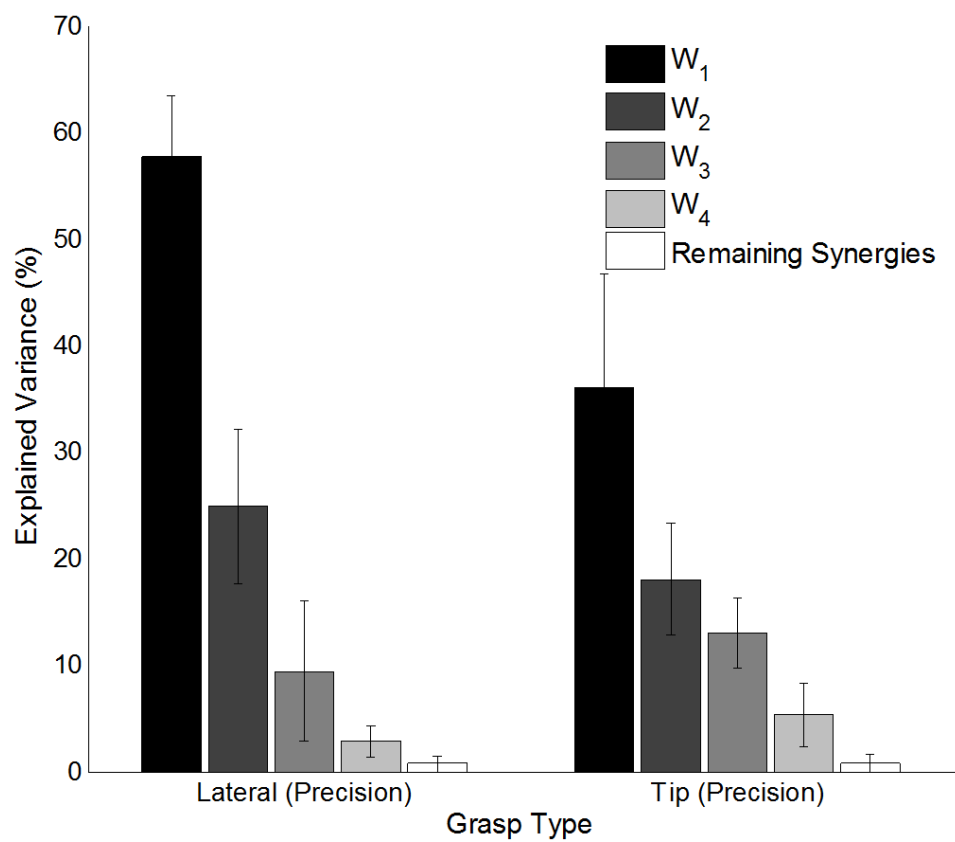 70
60
50
40
30
20
10
0
Explained Variance (%)
W1
W2
W3
W4
Remaining Synergies
Lateral (Precision)
Tip (Precision)
Grasp Type